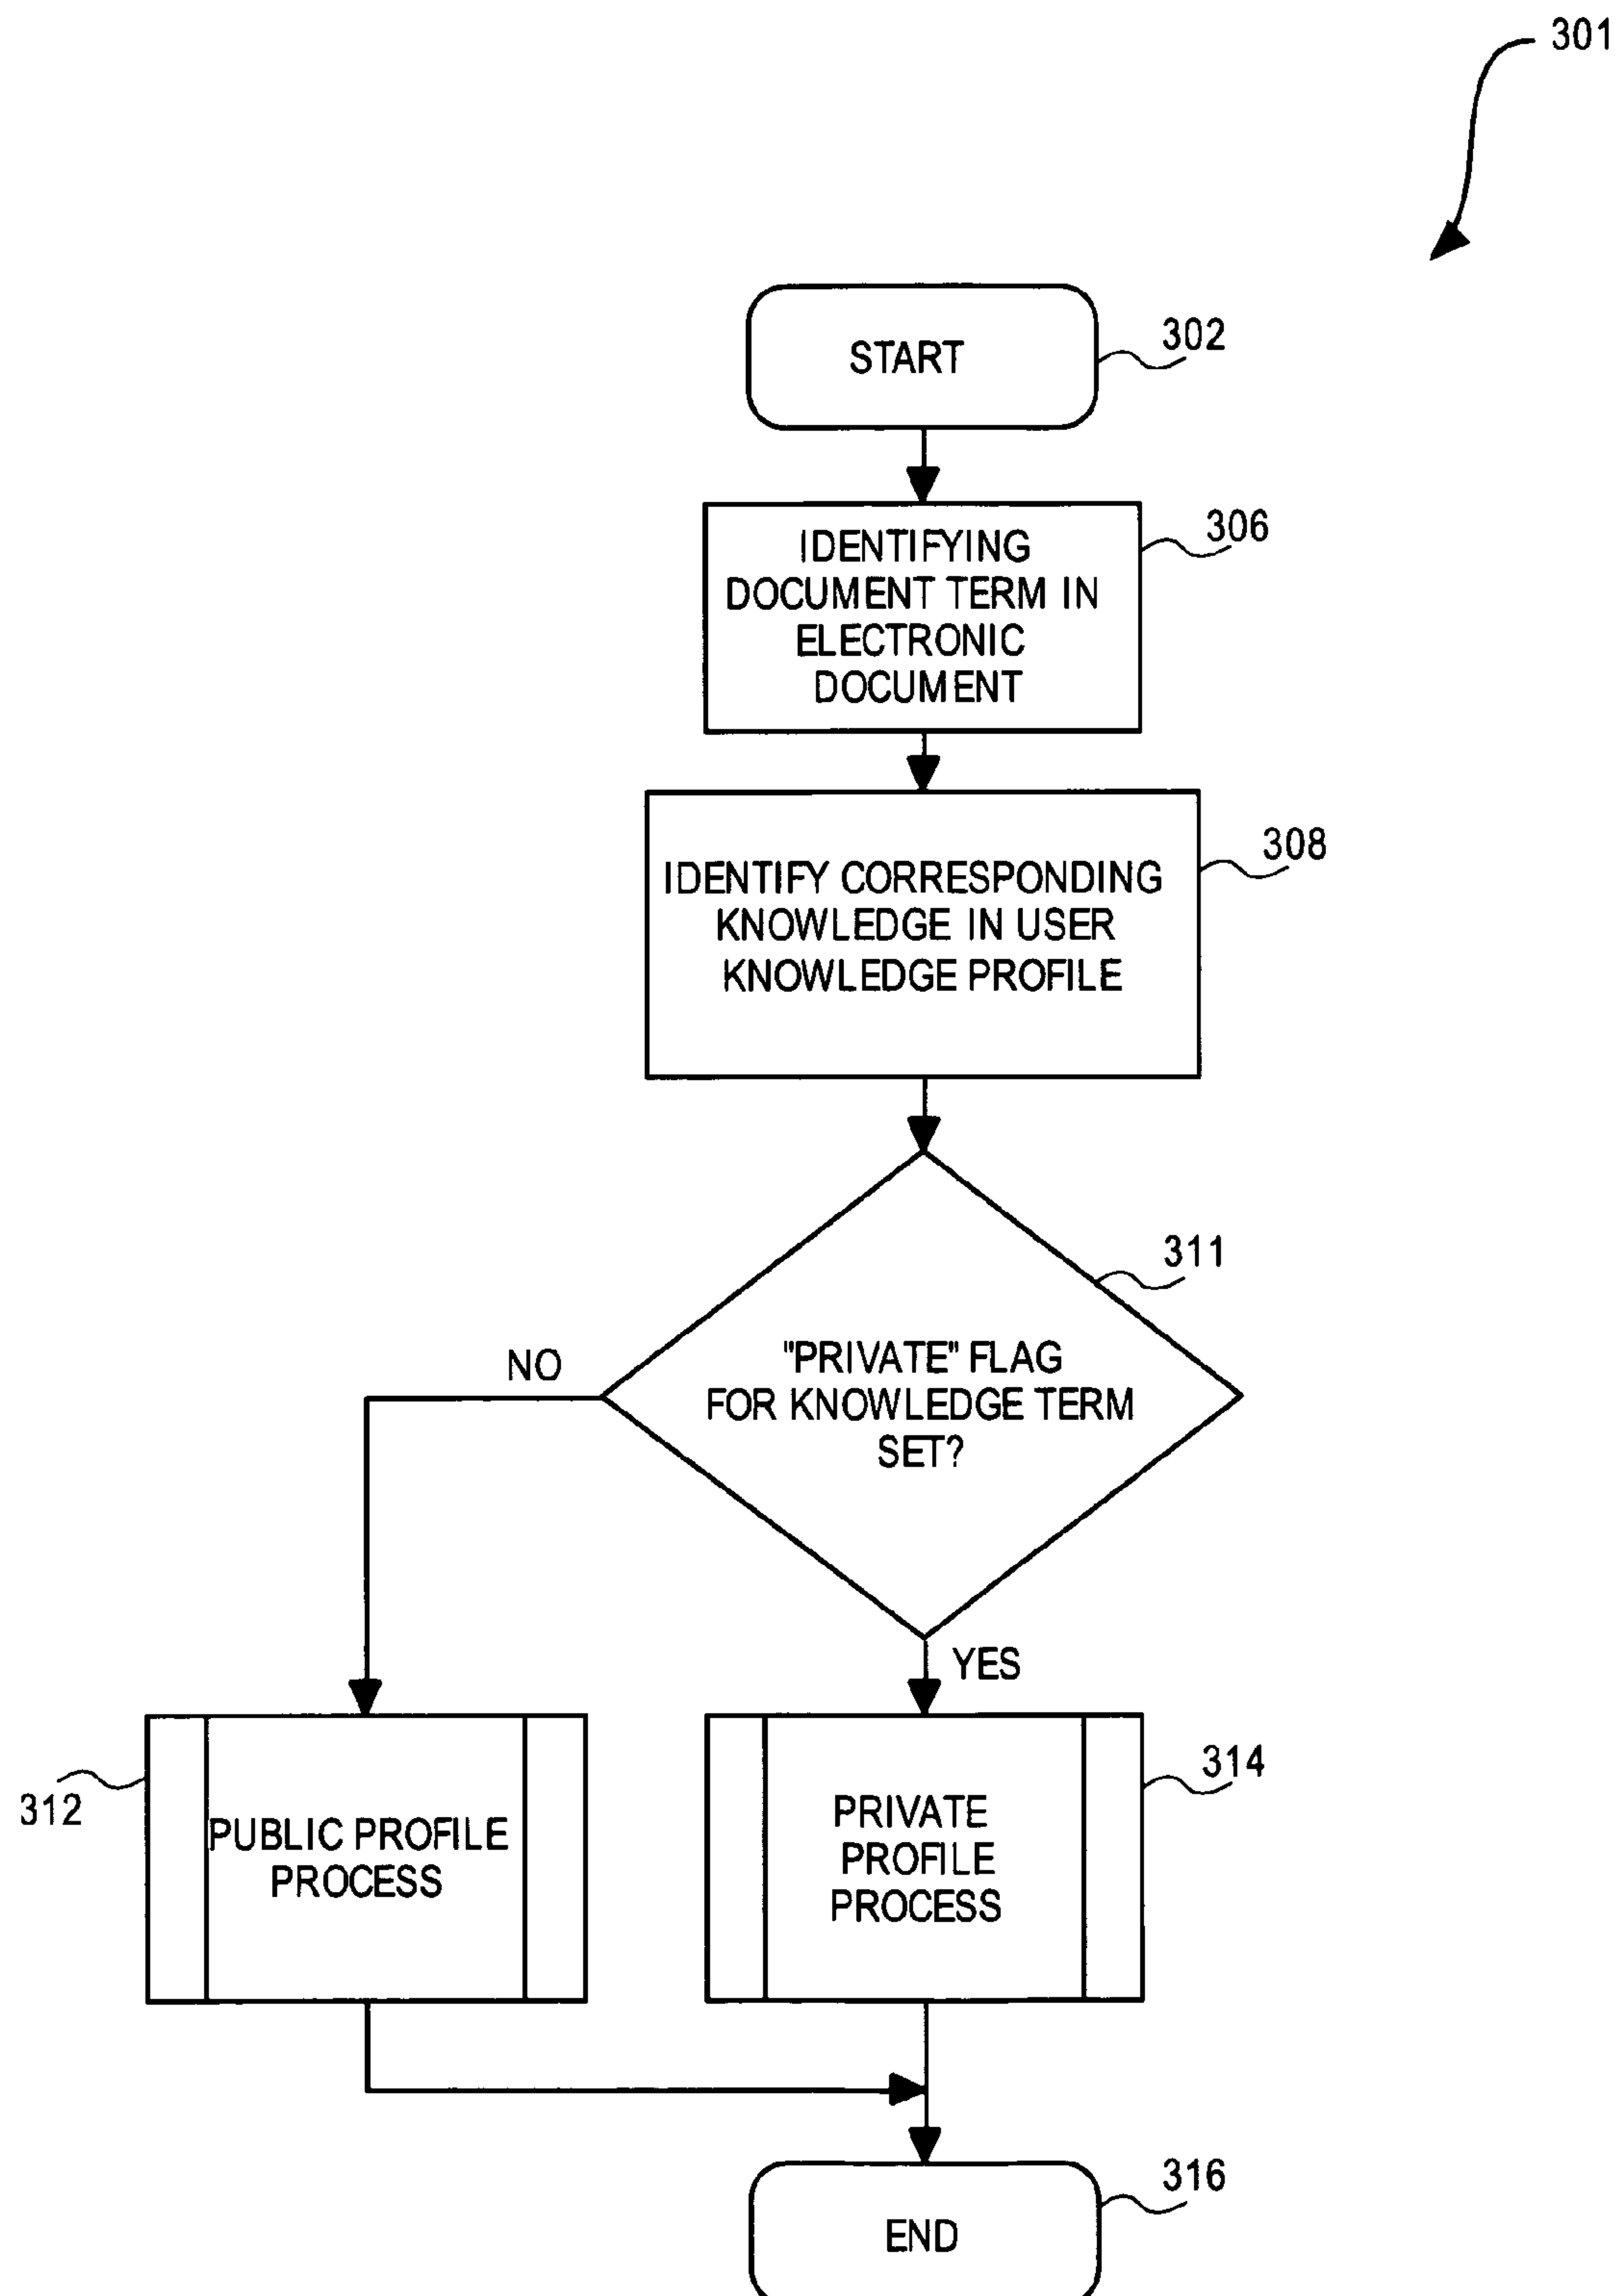 301
START
302
IDENTIFYING
DOCUMENT TERM IN
ELECTRONIC
DOCUMENT
306
IDENTIFY CORRESPONDING
KNOWLEDGE IN USER
KNOWLEDGE PROFILE
308
"PRIVATE" FLAG
FOR KNOWLEDGE TERM
SET?
311
NO
YES
PUBLIC PROFILE
PROCESS
312
PRIVATE
PROFILE
PROCESS
314
END
316